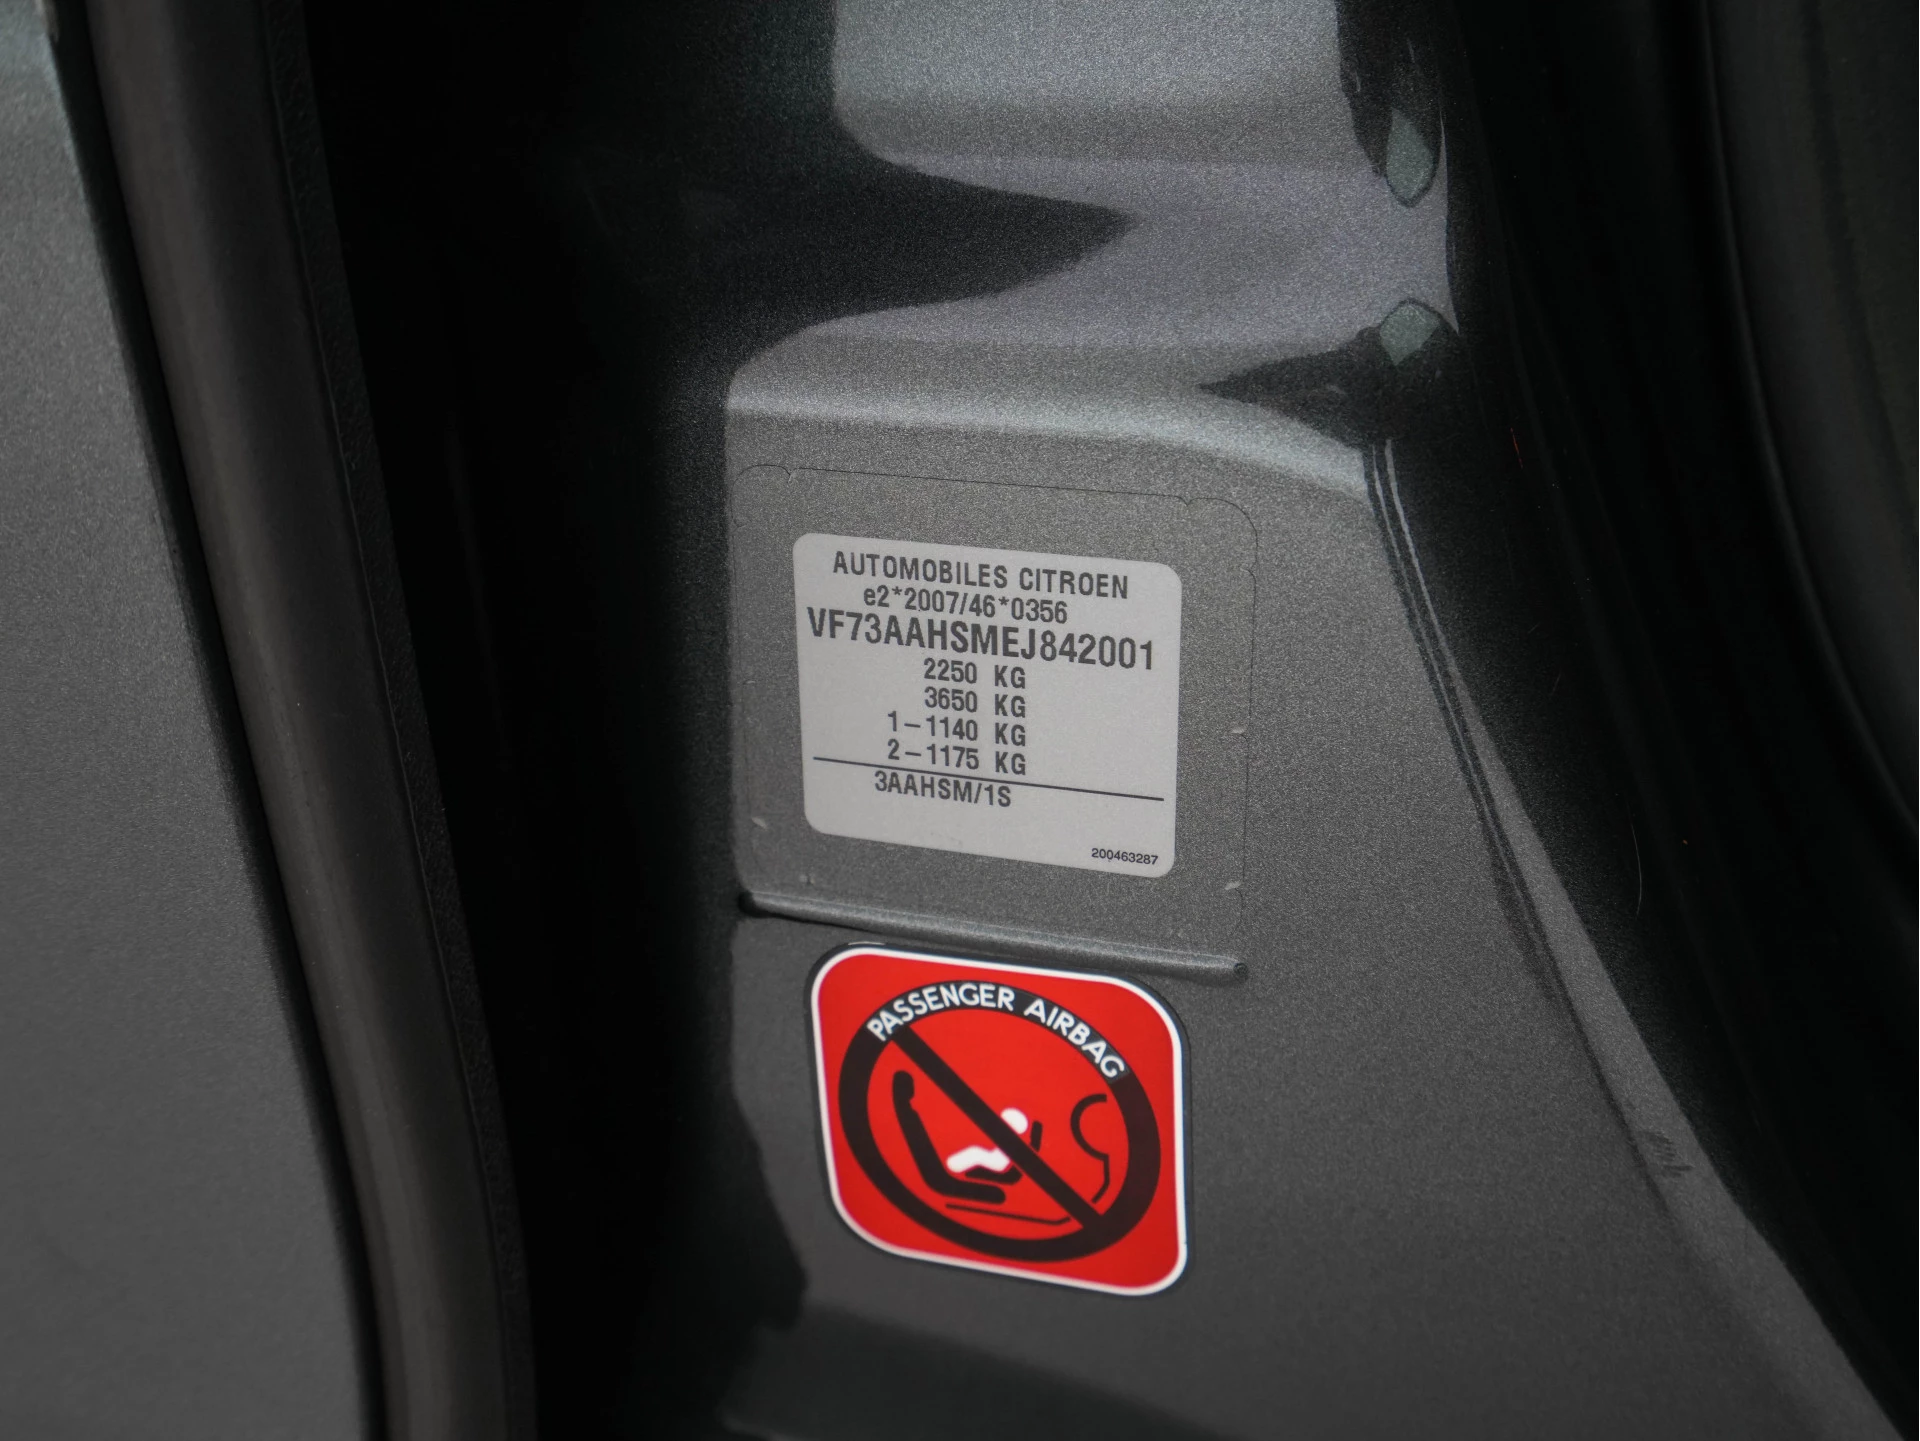 AUTOMOBILES CITROEN
e2*2007/46*0356
VF73AAHSMEJ842001
2250 KG
3650 KG
1–1140 KG
2–1175 KG
3AAHSM/1S
200463287
PASSENGER AIRBAG